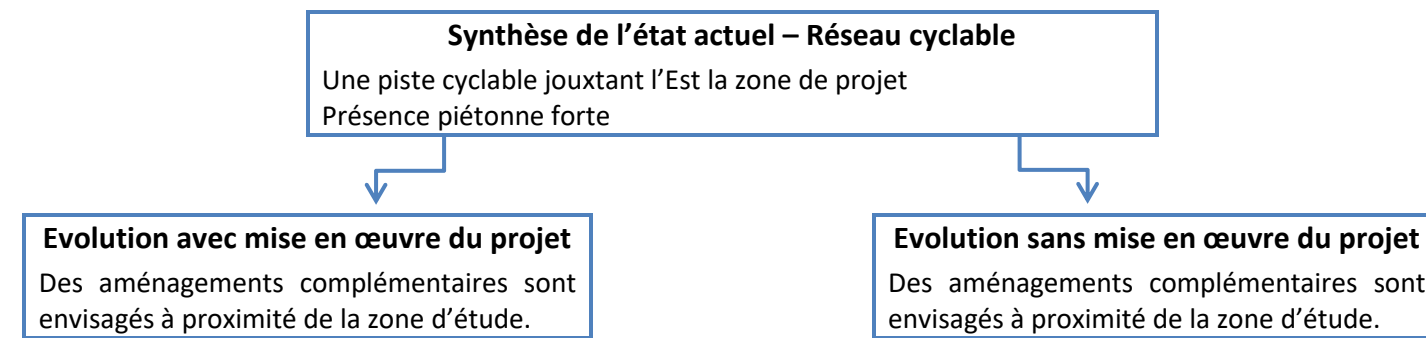 Synthèse de l’état actuel – Réseau cyclable
Une piste cyclable jouxtant l’Est la zone de projet
Présence piétonne forte
Evolution avec mise en œuvre du projet
Des aménagements complémentaires sont
envisagés à proximité de la zone d’étude.
Evolution sans mise en œuvre du projet
Des aménagements complémentaires sont
envisagés à proximité de la zone d’étude.